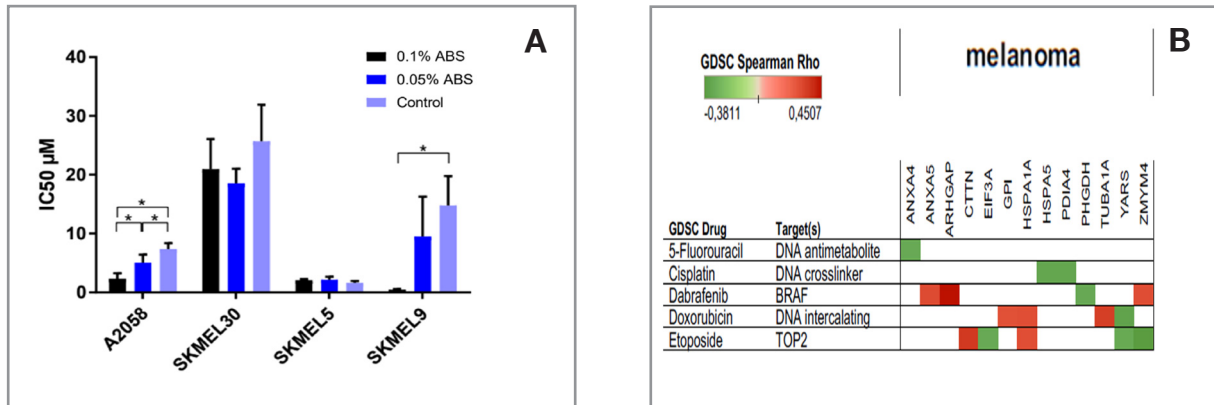 A
0.1% ABS
0.05% ABS
Control
IC50 µM
40
30
20
10
0
*
* *
*
A2058
SKMEL30
SKMEL5
SKMEL9
B
melanoma
GDSC Spearman Rho
-0,3811 0,4507
ANXA4
ANXA5
ARHGAP
CTTN
EIF3A
GPI
HSPA1A
HSPA5
PDIA4
PHGDH
TUBA1A
YARS
ZMYM4
GDSC Drug Target(s)
5-Fluorouracil DNA antimetabolite
Cisplatin DNA crosslinker
Dabrafenib BRAF
Doxorubicin DNA intercalating
Etoposide TOP2